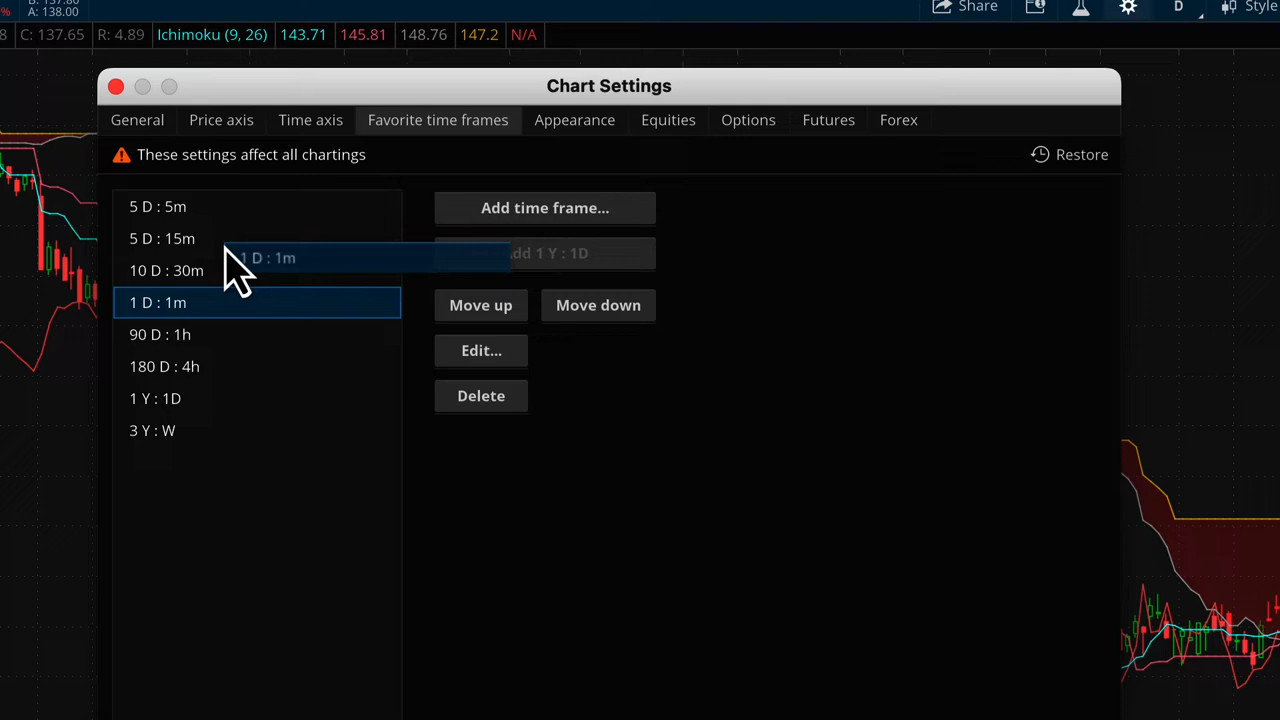 B: 137.80
%
A: 138.00
Share
D
Style
8
C: 137.65
R: 4.89
Ichimoku (9, 26)
143.71
145.81
148.76
147.2
N/A
Chart Settings
General
Price axis
Time axis
Favorite time frames
Appearance
Equities
Options
Futures
Forex
These settings affect all chartings
Restore
5 D : 5m
5 D : 15m
10 D : 30m
1 D : 1m
90 D : 1h
180 D : 4h
1 Y : 1D
3 Y : W
1 D : 1m
Add time frame...
dd 1 Y : 1D
Move up
Move down
Edit...
Delete